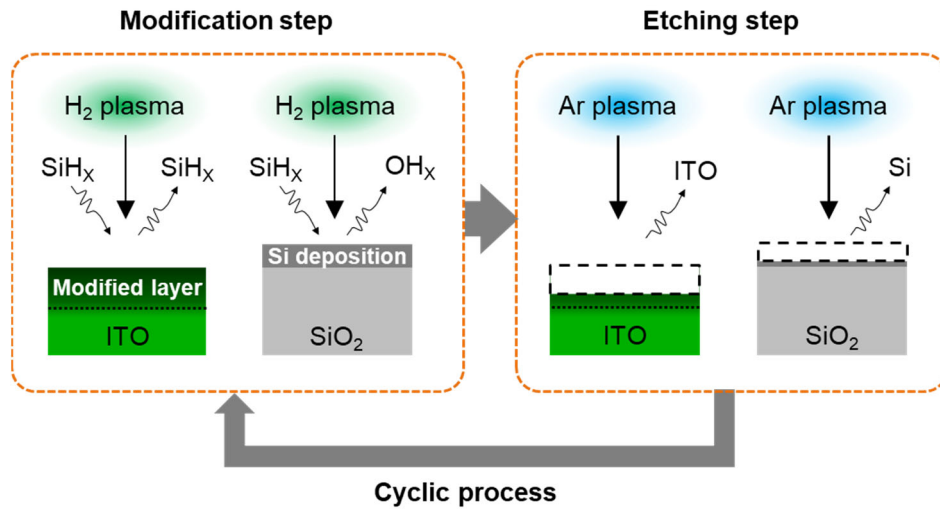 Modification step
Etching step
H₂ plasma
H₂ plasma
Ar plasma
Ar plasma
SiHₓ
SiHₓ
SiHₓ
OHₓ
ITO
Si
Si deposition
Modified layer
ITO
SiO₂
ITO
SiO₂
Cyclic process